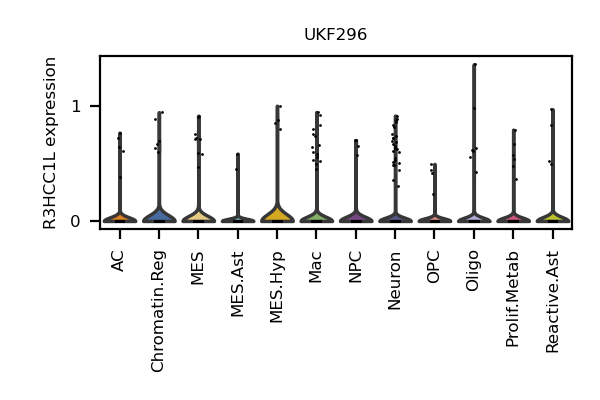 UKF296
R3HCC1L expression
1
0
AC
Chromatin.Reg
MES
MES.Ast
MES.Hyp
Mac
NPC
Neuron
OPC
Oligo
Prolif.Metab
Reactive.Ast